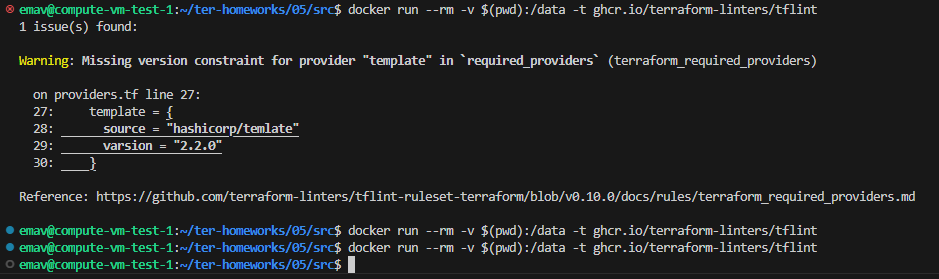 emav@compute-vm-test-1:~/ter-homeworks/05/src$ docker run --rm -v $(pwd):/data -t ghcr.io/terraform-linters/tflint
1 issue(s) found:
Warning: Missing version constraint for provider "template" in `required_providers` (terraform_required_providers)
on providers.tf line 27:
27: template = {
28: source = "hashicorp/temlate"
29: varsion = "2.2.0"
30: }
Reference: https://github.com/terraform-linters/tflint-ruleset-terraform/blob/v0.10.0/docs/rules/terraform_required_providers.md
emav@compute-vm-test-1:~/ter-homeworks/05/src$ docker run --rm -v $(pwd):/data -t ghcr.io/terraform-linters/tflint
emav@compute-vm-test-1:~/ter-homeworks/05/src$ docker run --rm -v $(pwd):/data -t ghcr.io/terraform-linters/tflint
emav@compute-vm-test-1:~/ter-homeworks/05/src$